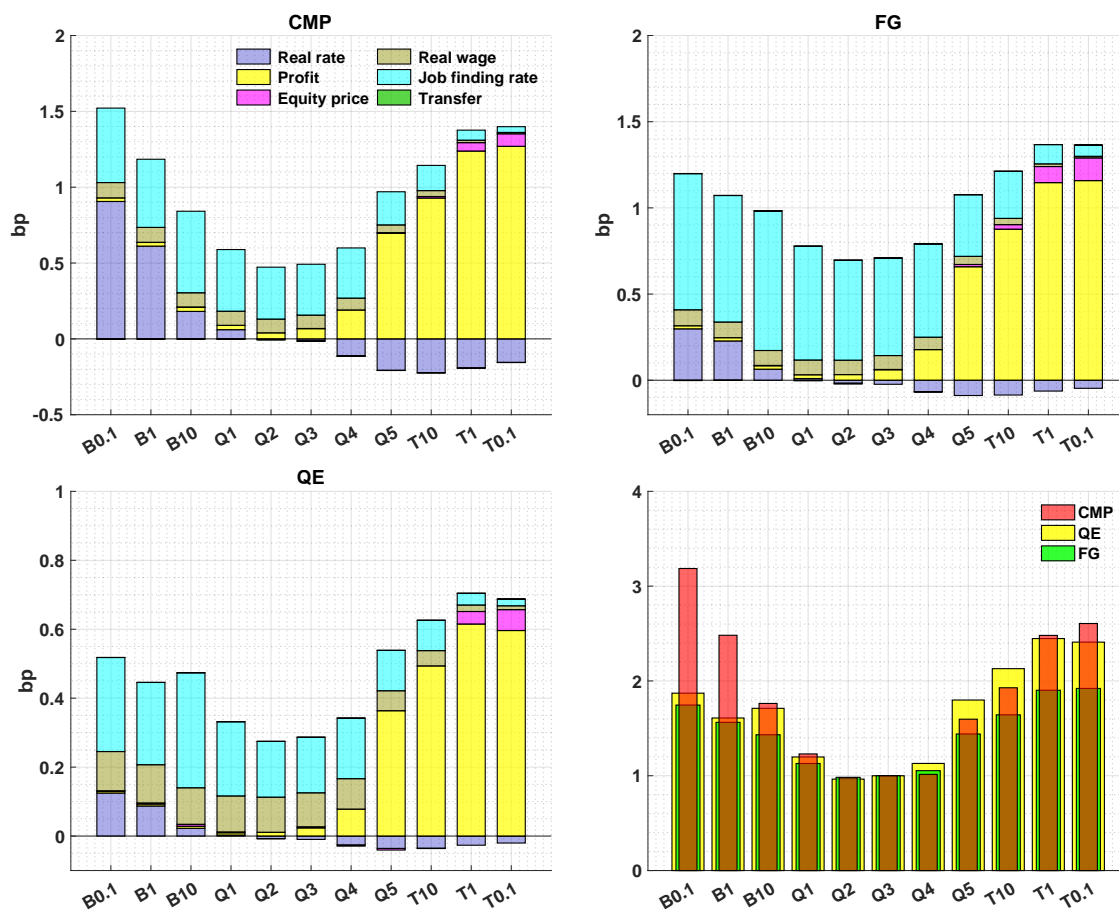 CMP
2
1.5
1
0.5
0
-0.5
bp
Real rate
Real wage
Profit
Job finding rate
Equity price
Transfer
B0.1 B1 B10 Q1 Q2 Q3 Q4 Q5 T10 T1 T0.1
FG
2
1.5
1
0.5
0
bp
B0.1 B1 B10 Q1 Q2 Q3 Q4 Q5 T10 T1 T0.1
QE
1
0.8
0.6
0.4
0.2
0
bp
B0.1 B1 B10 Q1 Q2 Q3 Q4 Q5 T10 T1 T0.1
4
3
2
1
0
CMP
QE
FG
B0.1 B1 B10 Q1 Q2 Q3 Q4 Q5 T10 T1 T0.1